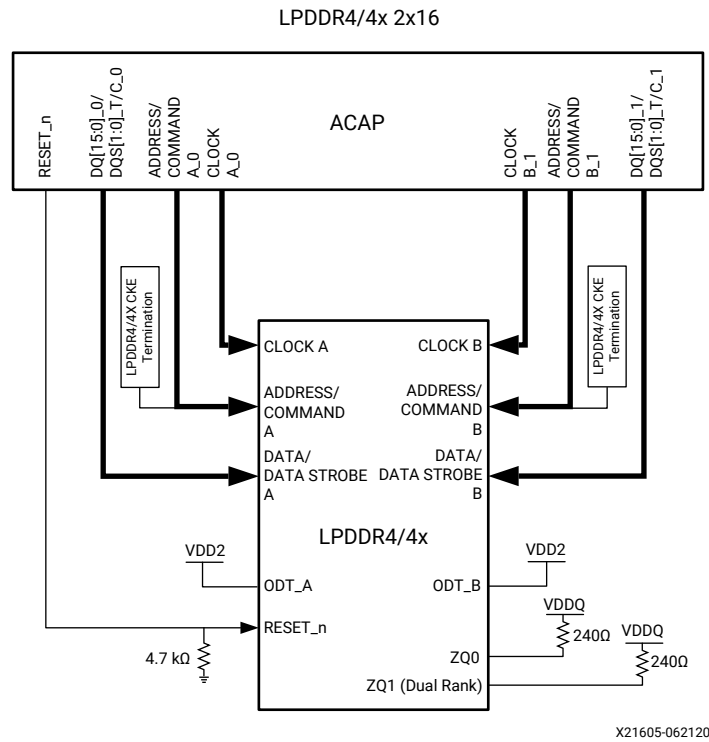 LPDDR4/4x 2x16
ACAP
RESET_n
DQ[15:0]_0/
DQS[1:0]_T/C_0
ADDRESS/
COMMAND
A_0
CLOCK
A_0
CLOCK
B_1
ADDRESS/
COMMAND
B_1
DQ[15:0]_1/
DQS[1:0]_T/C_1
LPDDR4/4X CKE
Termination
LPDDR4/4X CKE
Termination
CLOCK A
CLOCK B
ADDRESS/
COMMAND
A
ADDRESS/
COMMAND
B
DATA/
DATA STROBE
A
DATA/
DATA STROBE
B
LPDDR4/4x
VDD2
ODT_A
VDD2
ODT_B
RESET_n
4.7 kΩ
VDDQ
240Ω
ZQ0
VDDQ
240Ω
ZQ1 (Dual Rank)
X21605-062120